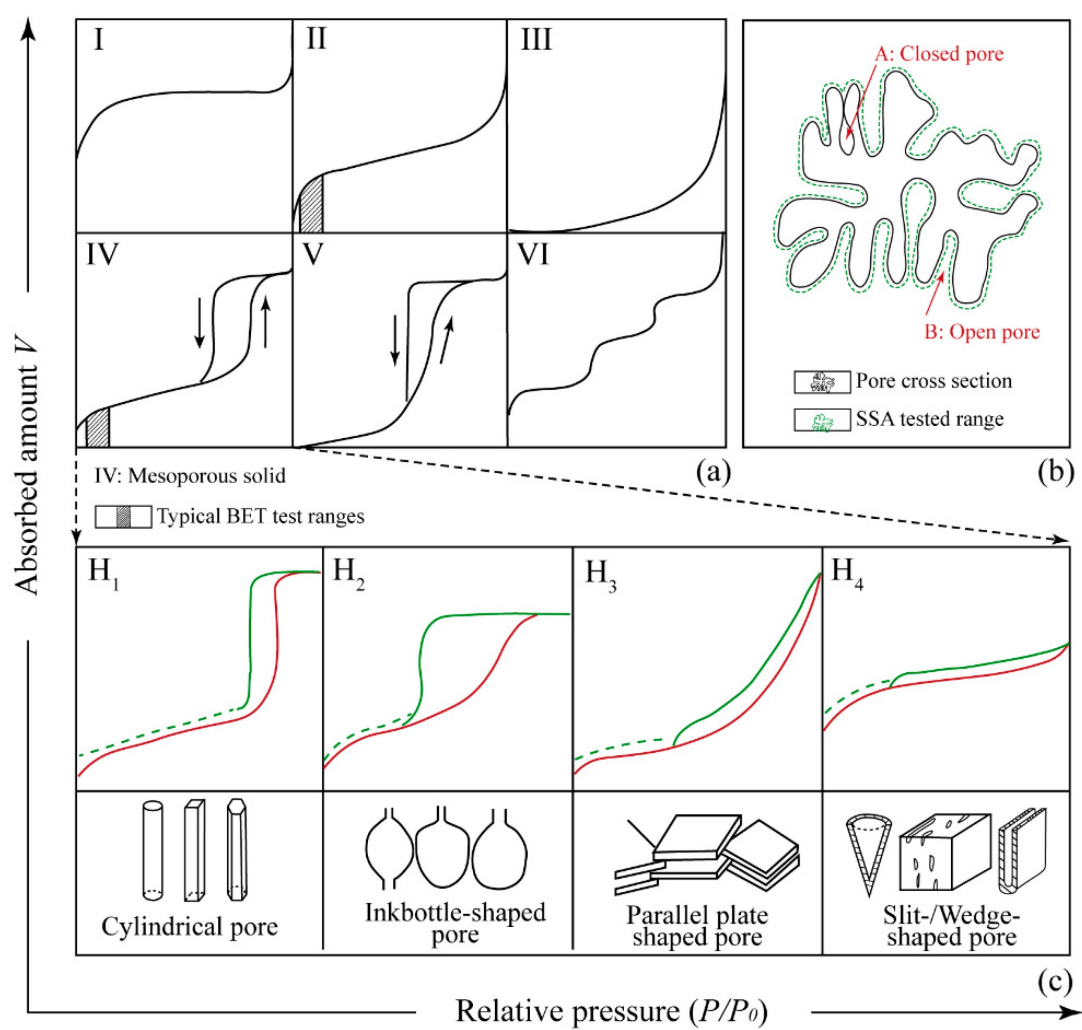 Absorbed amount V
I
II
III
IV
V
VI
(a)
IV: Mesoporous solid
Typical BET test ranges
A: Closed pore
B: Open pore
Pore cross section
SSA tested range
(b)
H1
H2
H3
H4
Cylindrical pore
Inkbottle-shaped
pore
Parallel plate
shaped pore
Slit-/Wedge-
shaped pore
(c)
Relative pressure (P/P0)